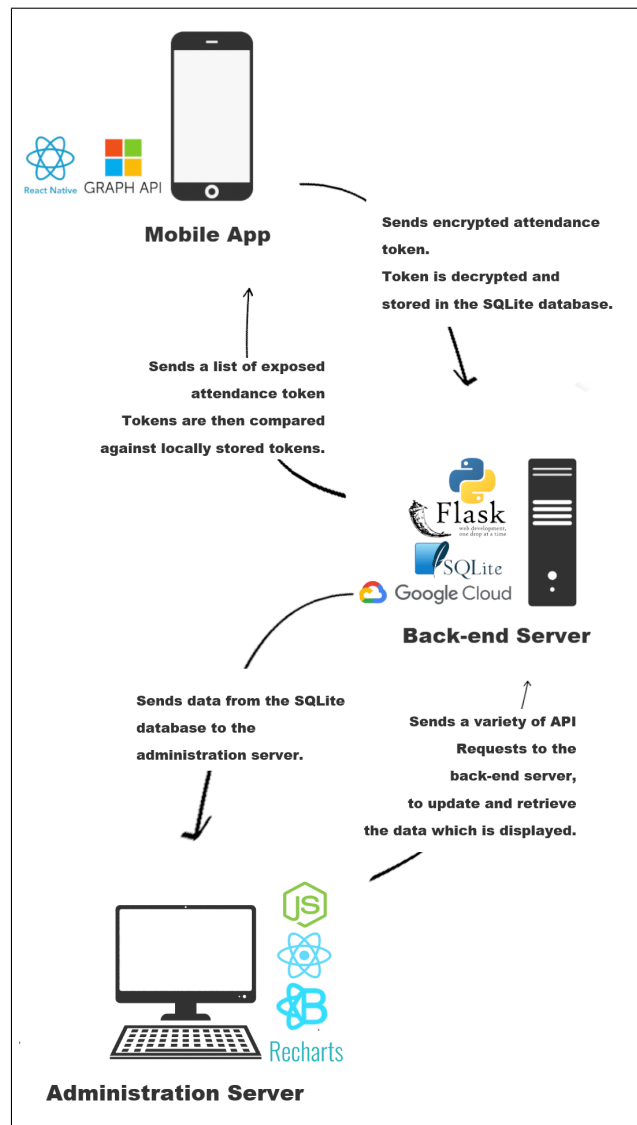 React Native
GRAPH API
Mobile App
Sends encrypted attendance
token.
Token is decrypted and
stored in the SQLite database.
Sends a list of exposed
attendance token
Tokens are then compared
against locally stored tokens.
Flask
web development,
one drop at a time
SQLite
Google Cloud
Back-end Server
Sends data from the SQLite
database to the
administration server.
Sends a variety of API
Requests to the
back-end server,
to update and retrieve
the data which is displayed.
JS
B
Recharts
Administration Server